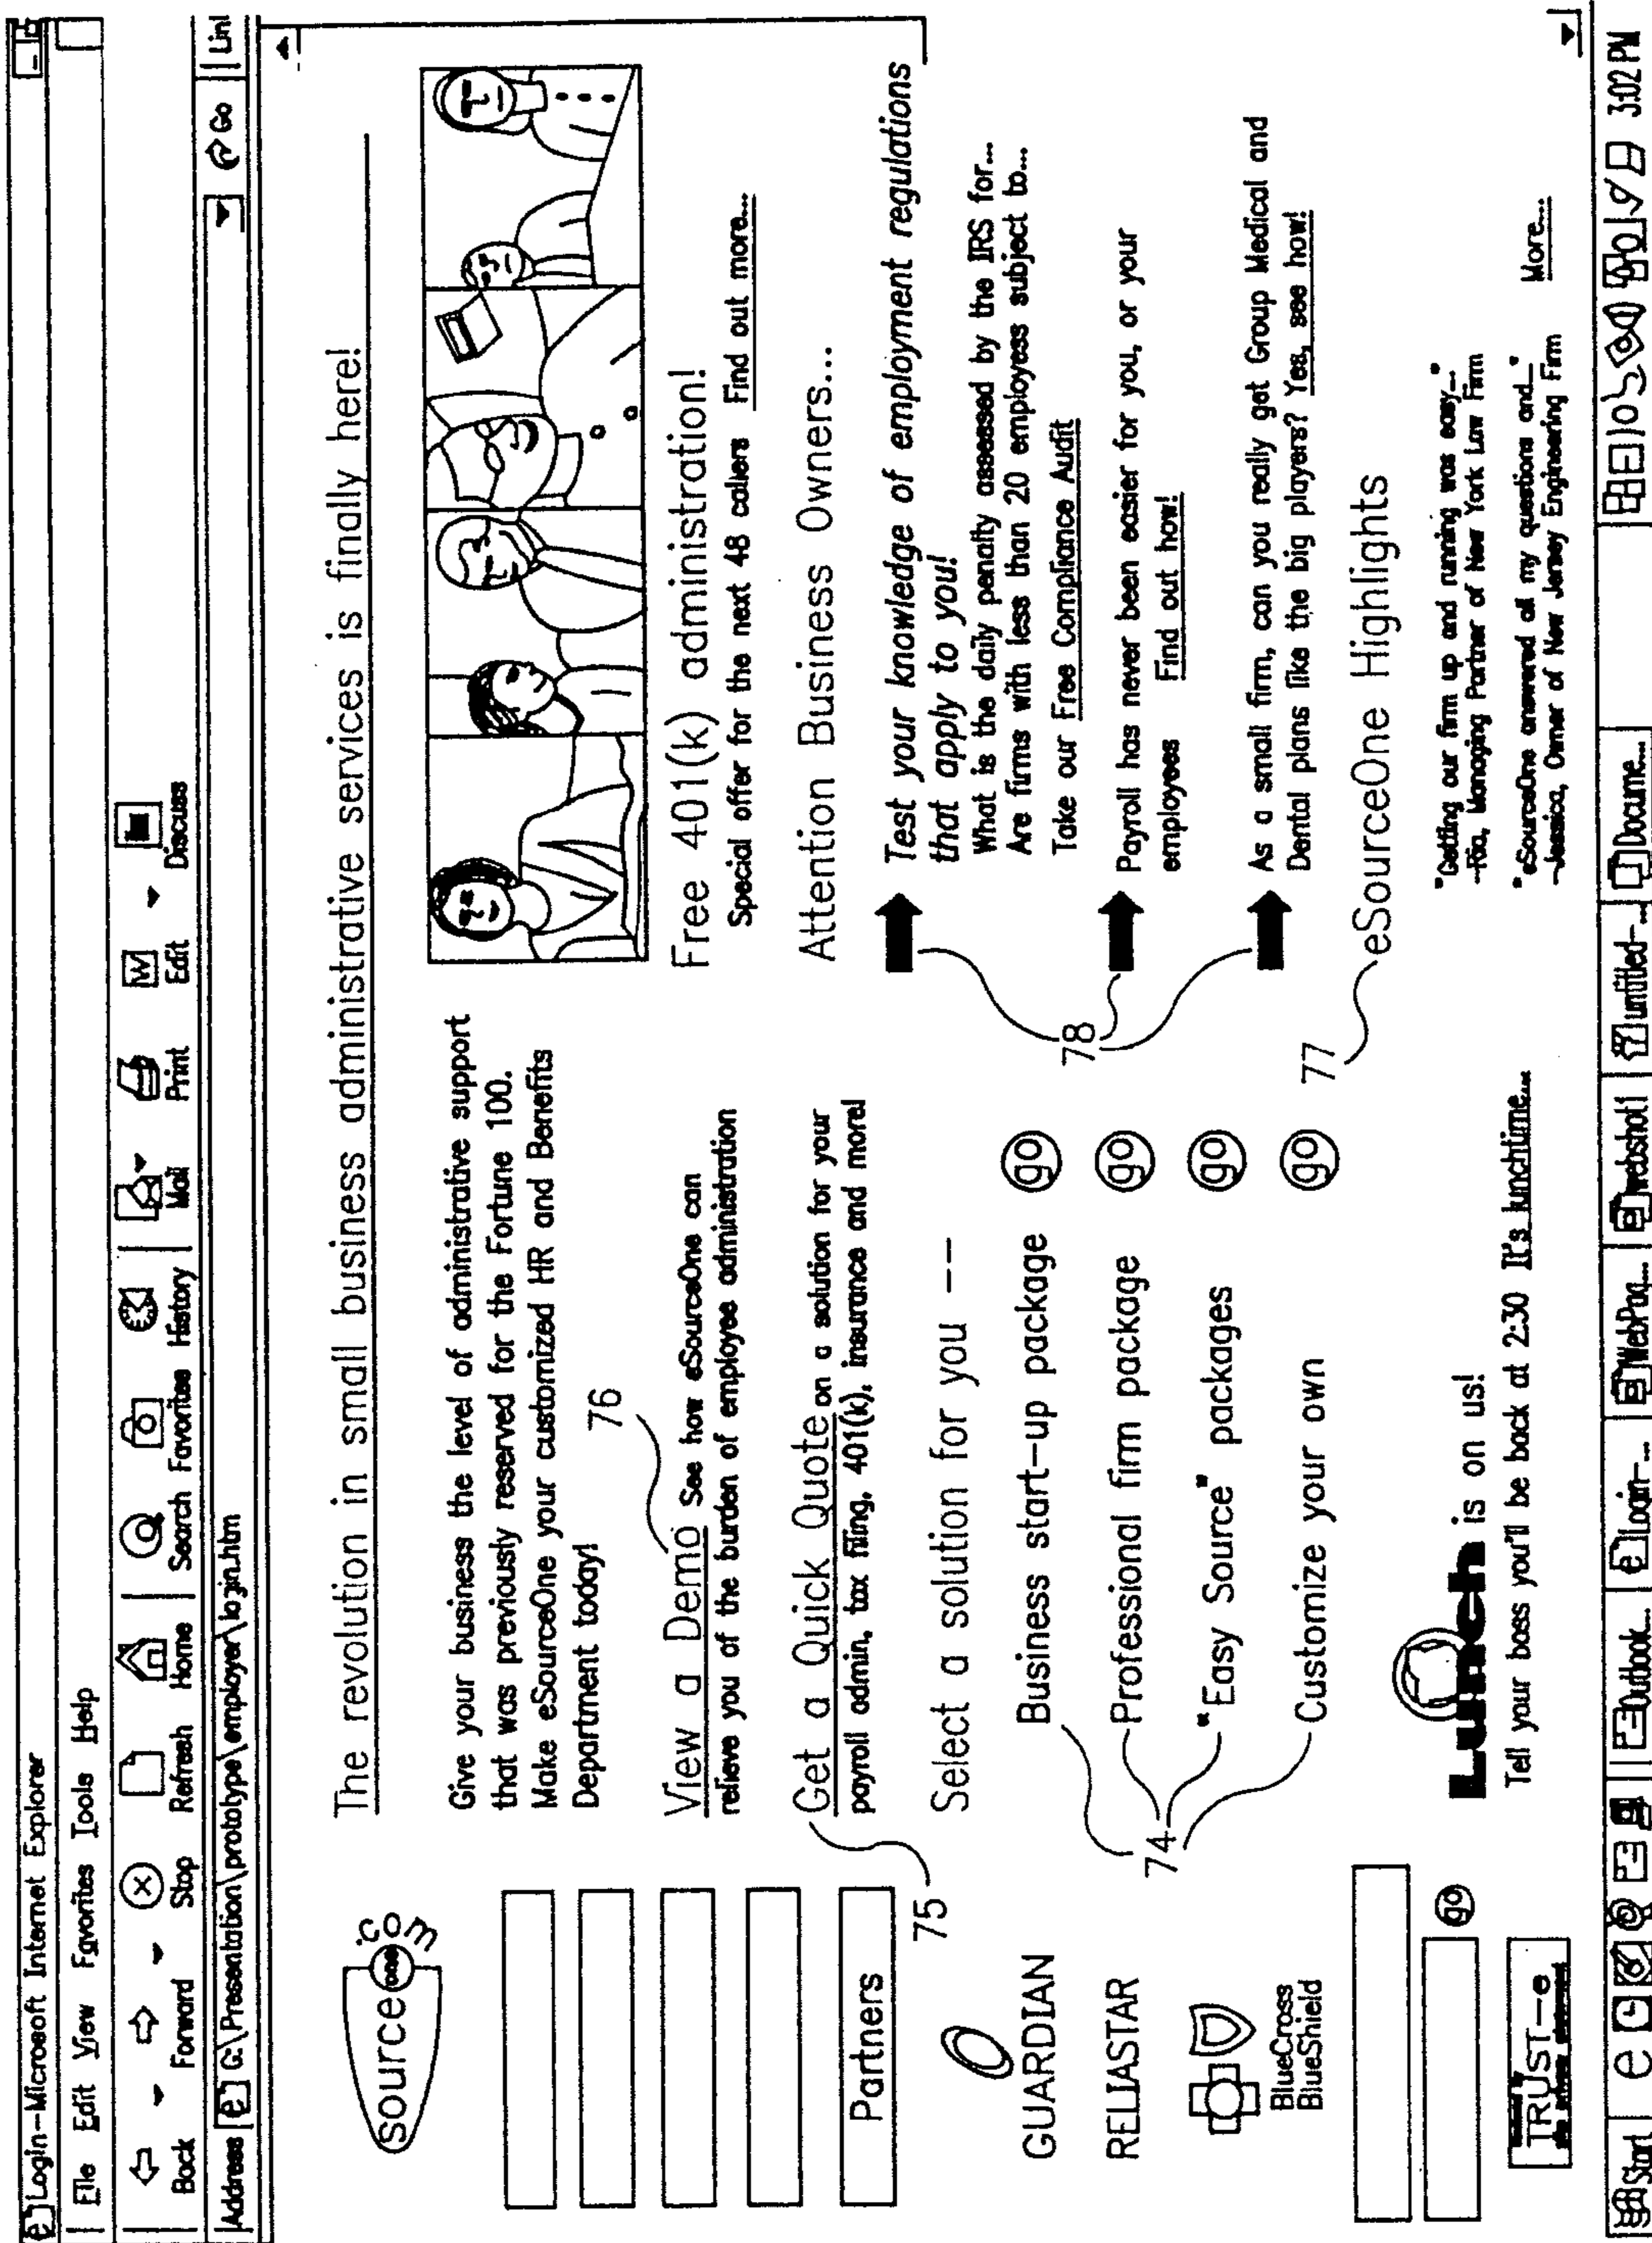 Login-Microsoft Internet Explorer
File Edit View Favorites Tools Help
Back Forward Stop Refresh Home Search Favorites History Mail Print Edit Discuss
Address G:\Presentation\prototype\employer\login.htm Go Lin
source one .com
Partners
GUARDIAN
RELIASTAR
BlueCross
BlueShield
go
TRUST-e
The revolution in small business administrative services is finally here!
Give your business the level of administrative support
that was previously reserved for the Fortune 100.
Make eSourceOne your customized HR and Benefits
Department today!
76
View a Demo See how eSourceOne can
relieve you of the burden of employee administration
75
Get a Quick Quote on a solution for your
payroll admin, tax filing, 401(k), insurance and more!
Select a solution for you --
74
Business start-up package go
Professional firm package go
"Easy Source" packages go
Customize your own go
Lunch is on us!
Tell your boss you'll be back at 2:30 It's lunchtime...
Free 401(k) administration!
Special offer for the next 48 callers Find out more...
Attention Business Owners...
78
Test your knowledge of employment regulations
that apply to you!
What is the daily penalty assessed by the IRS for...
Are firms with less than 20 employess subject to...
Take our Free Compliance Audit
Payroll has never been easier for you, or your
employees Find out how!
As a small firm, can you really get Group Medical and
Dental plans like the big players? Yes, see how!
77
eSourceOne Highlights
"Getting our firm up and running was easy..."
-Ria, Managing Partner of New York Law Firm
"eSourceOne answered all my questions and..."
-Jessica, Owner of New Jersey Engineering Firm
More...
Start Outlook... Login-... WebPag... webshot1 untitled-... Docume... 3:02 PM